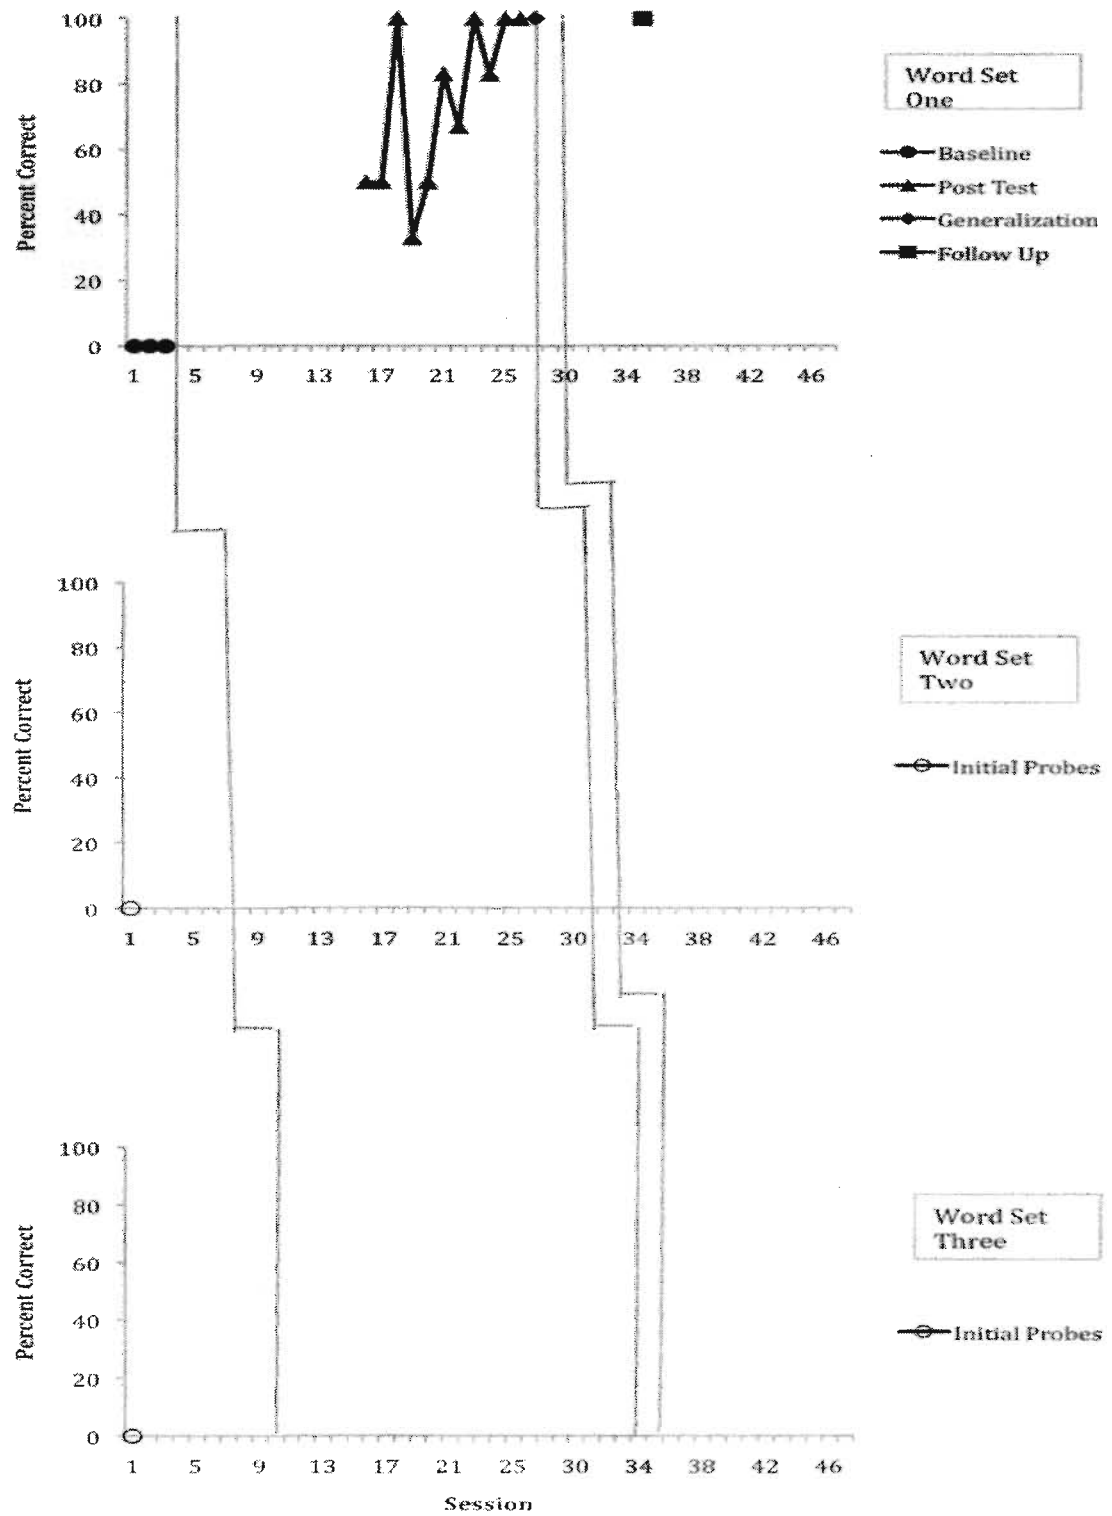 100
80
60
40
20
0
Percent Correct
1 5 9 13 17 21 25 30 34 38 42 46
Word Set
One
Baseline
Post Test
Generalization
Follow Up
100
80
60
40
20
0
Percent Correct
1 5 9 13 17 21 25 30 34 38 42 46
Word Set
Two
Initial Probes
100
80
60
40
20
0
Percent Correct
1 5 9 13 17 21 25 30 34 38 42 46
Session
Word Set
Three
Initial Probes